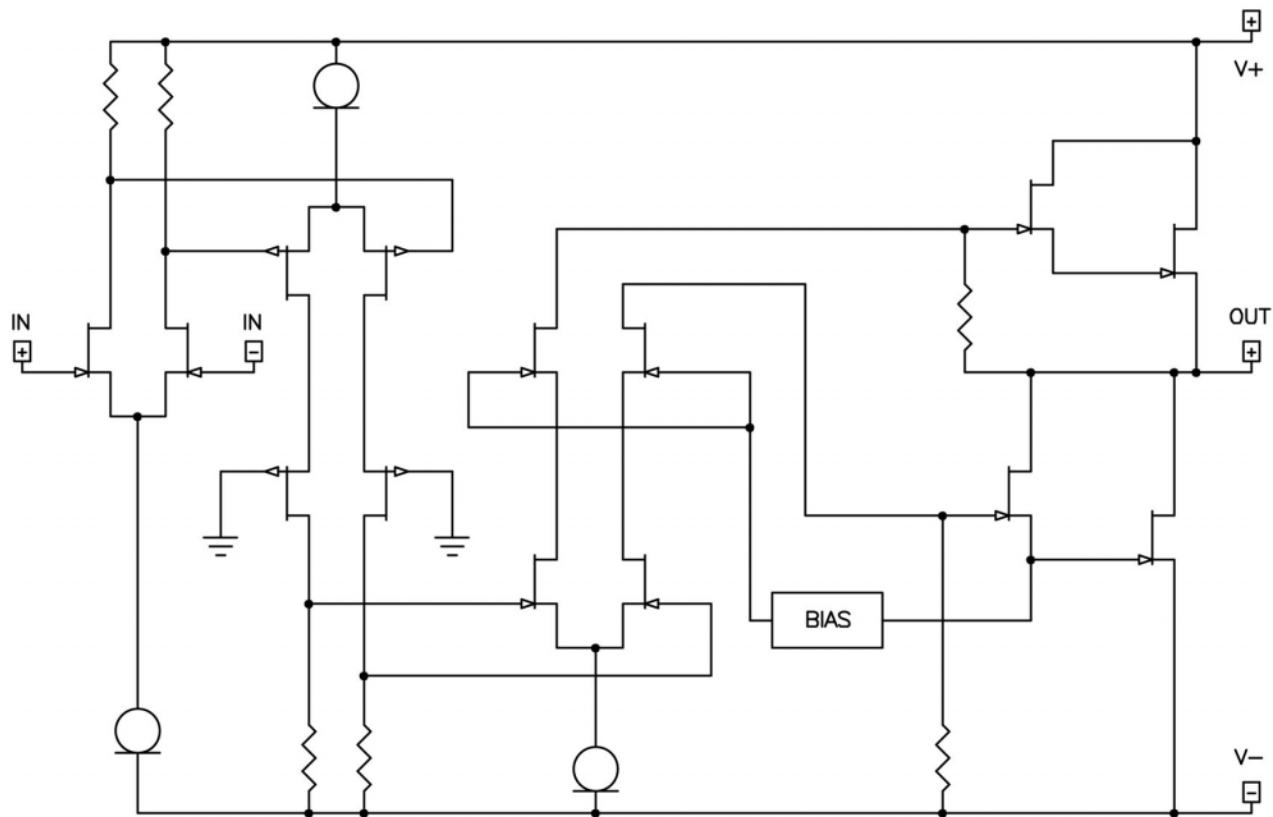 +
V+
IN
+
IN
-
OUT
+
BIAS
V-
-